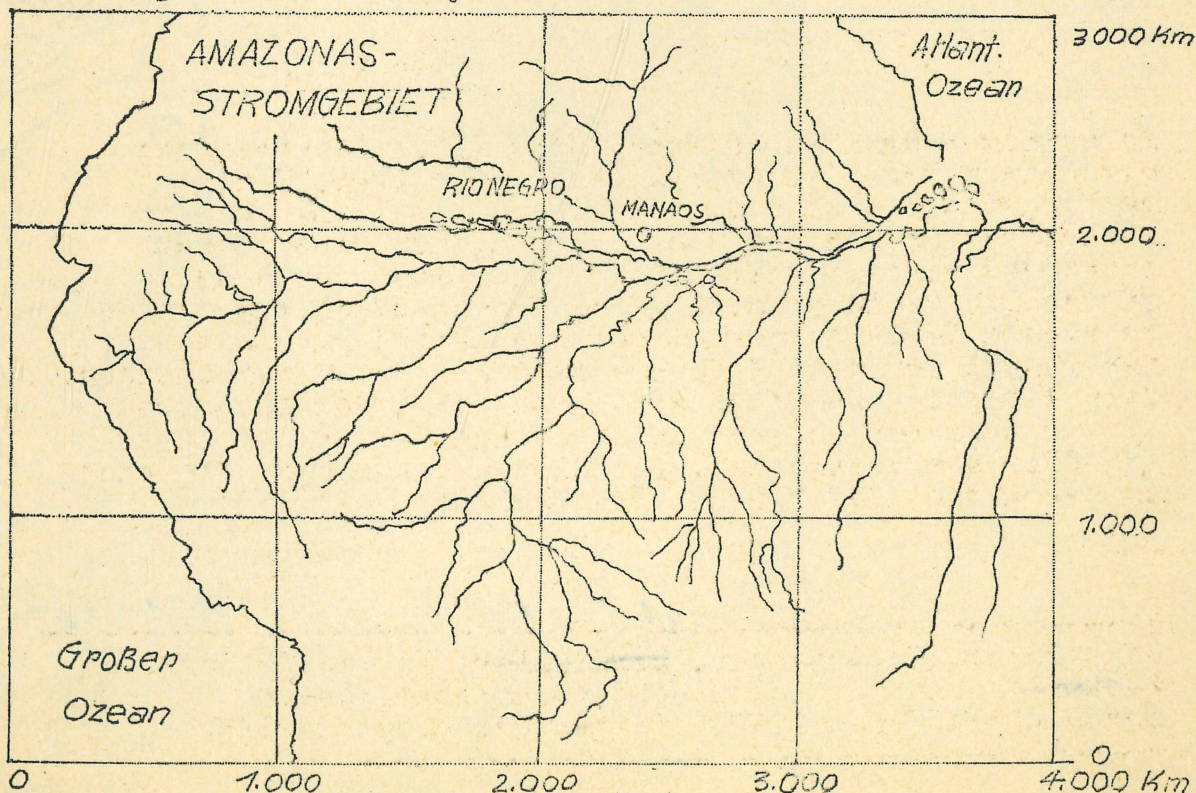 AMAZONAS-
STROMGEBIET
Atlant.
Ozean
3000 Km
RIO NEGRO
MANAOS
2.000
1.000
Großer
Ozean
0
0
1.000
2.000
3.000
4.000 Km